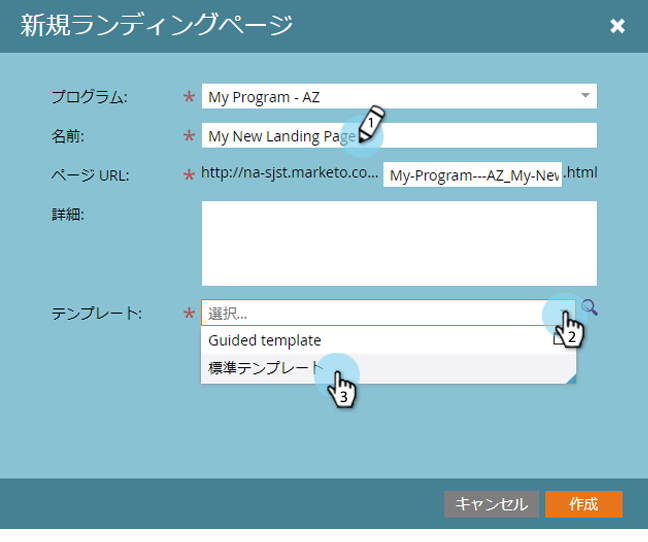 新規ランディングページ
プログラム: * My Program - AZ
名前: * My New Landing Page
1
ページ URL: * http://na-sjst.marketo.co... My-Program---AZ_My-New .html
詳細:
テンプレート: * 選択...
2
Guided template
標準テンプレート
3
キャンセル 作成